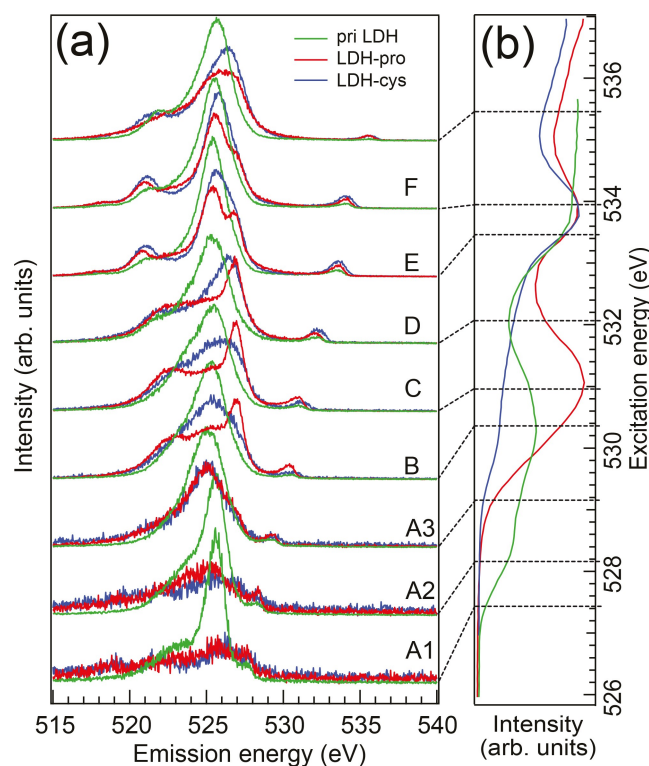 (a)
pri LDH
LDH-pro
LDH-cys
F
E
D
C
B
A3
A2
A1
Intensity (arb. units)
515 520 525 530 535 540
Emission energy (eV)
(b)
536
534
532
530
528
526
Excitation energy (eV)
Intensity
(arb. units)